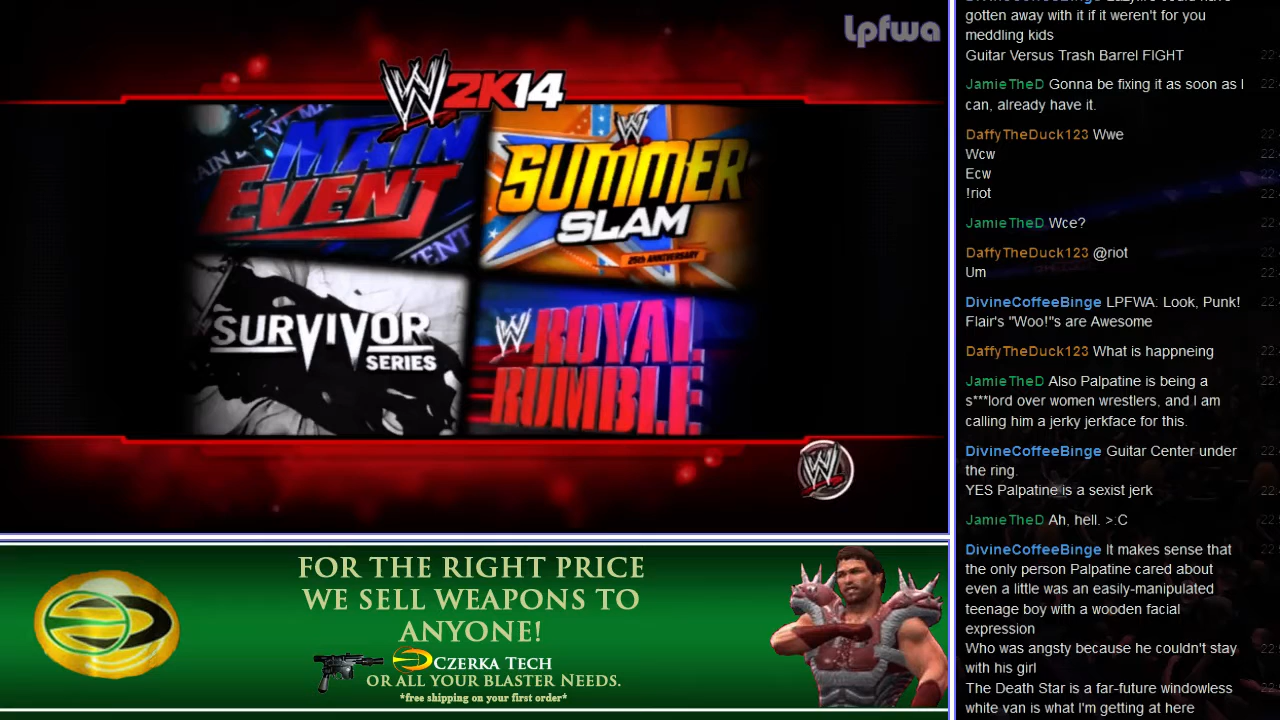 Lpfwa
W2K14
MAIN
EVENT
W
SUMMER
SLAM
25th ANNIVERSARY
SURVIVOR
SERIES
W
ROYAL
RUMBLE
FOR THE RIGHT PRICE
WE SELL WEAPONS TO
ANYONE!
CZERKA TECH
OR ALL YOUR BLASTER NEEDS.
*free shipping on your first order*
gotten away with it if it weren't for you
meddling kids
Guitar Versus Trash Barrel FIGHT
JamieTheD Gonna be fixing it as soon as I
can, already have it.
DaffyTheDuck123 Wwe
Wcw
Ecw
!riot
JamieTheD Wce?
DaffyTheDuck123 @riot
Um
DivineCoffeeBinge LPFWA: Look, Punk!
Flair's "Woo!"s are Awesome
DaffyTheDuck123 What is happneing
JamieTheD Also Palpatine is being a
s***lord over women wrestlers, and I am
calling him a jerky jerkface for this.
DivineCoffeeBinge Guitar Center under
the ring.
YES Palpatine is a sexist jerk
JamieTheD Ah, hell. >:C
DivineCoffeeBinge It makes sense that
the only person Palpatine cared about
even a little was an easily-manipulated
teenage boy with a wooden facial
expression
Who was angsty because he couldn't stay
with his girl
The Death Star is a far-future windowless
white van is what I'm getting at here